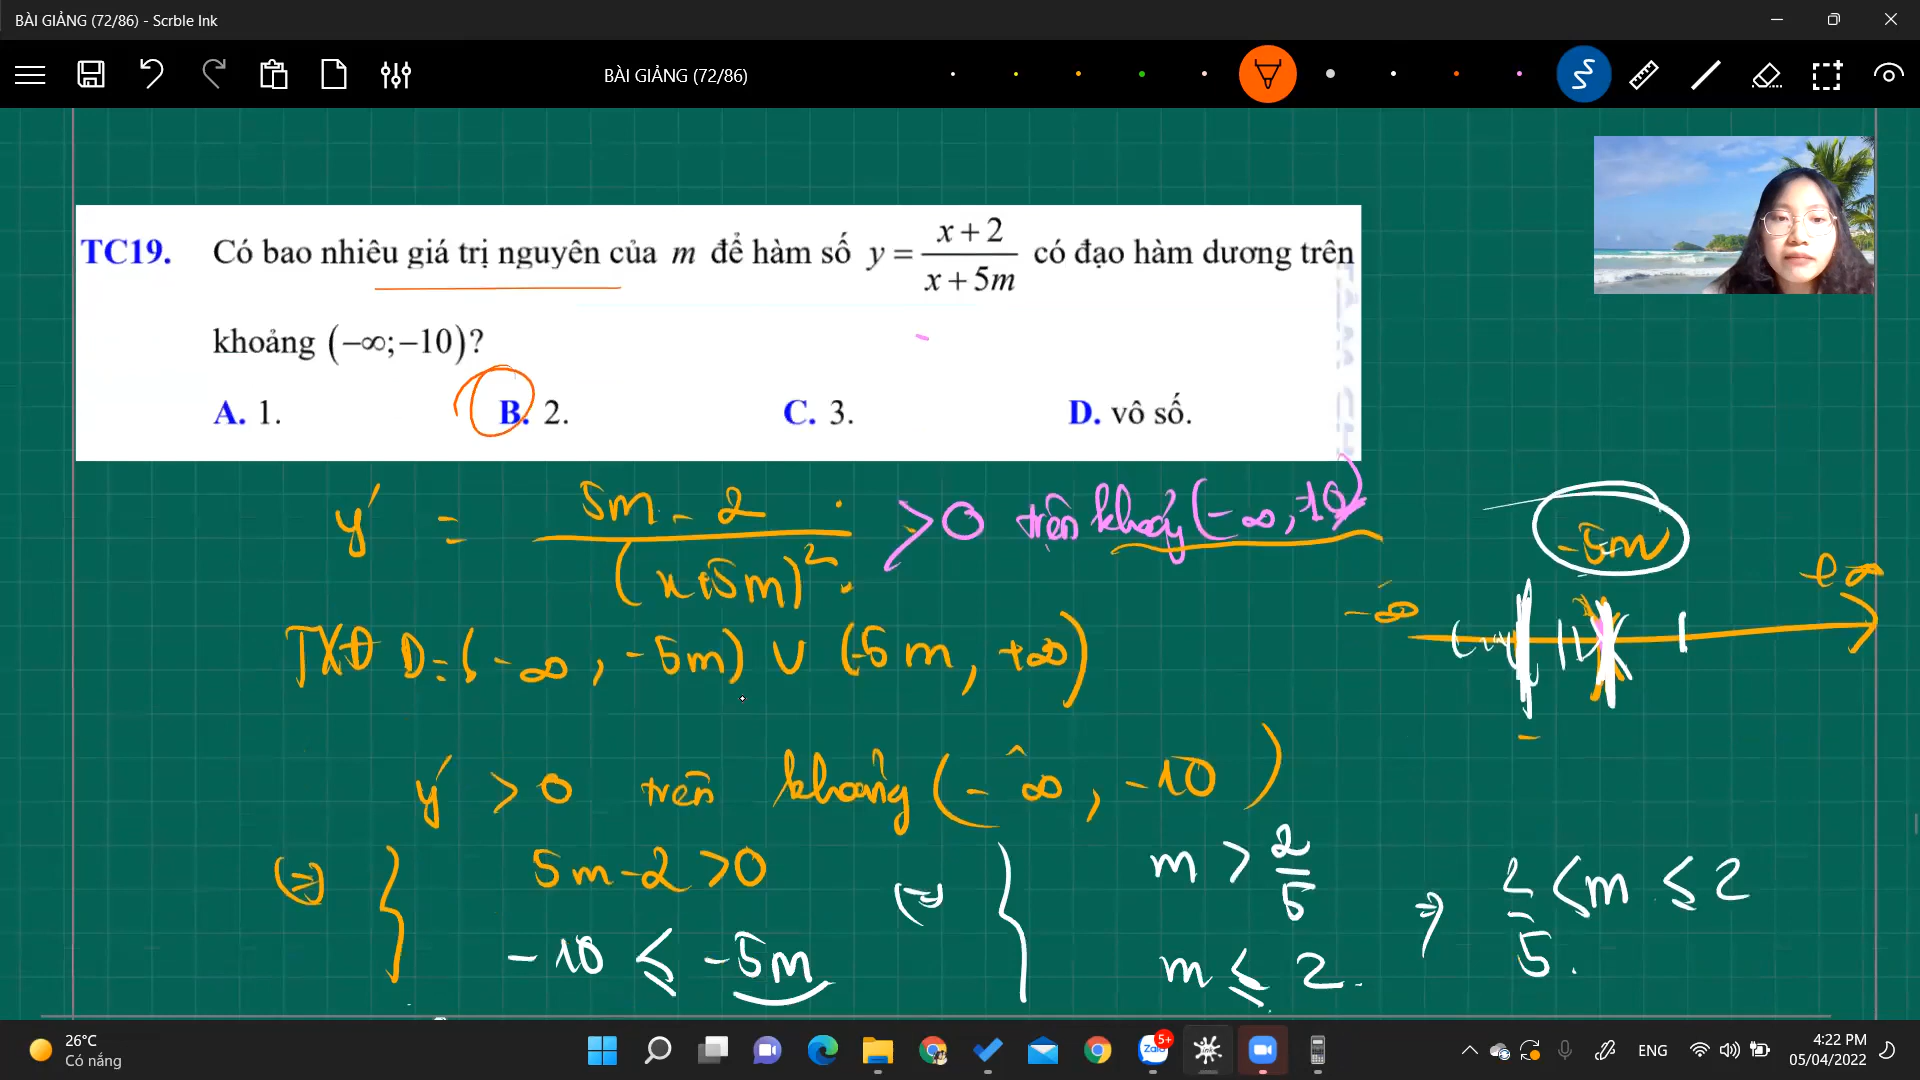 BÀI GIẢNG (72/86) - Scrble Ink
BÀI GIẢNG (72/86)
TC19. Có bao nhiêu giá trị nguyên của m để hàm số y = (x+2)/(x+5m) có đạo hàm dương trên
khoảng (−∞;−10)?
A. 1. B. 2. C. 3. D. vô số.
y' = (5m - 2)/(x+5m)² > 0 trên khoảng (-∞, -10)
-5m
-∞ +∞
TXĐ D = (-∞, -5m) ∪ (-5m, +∞)
y' > 0 trên khoảng (-∞, -10)
⇔ { 5m-2 > 0 ⇔ { m > 2/5 ⇒ 2/5 < m ≤ 2
-10 ≤ -5m m ≤ 2.
26°C
Có nắng
Zalo 5+
ENG
4:22 PM
05/04/2022